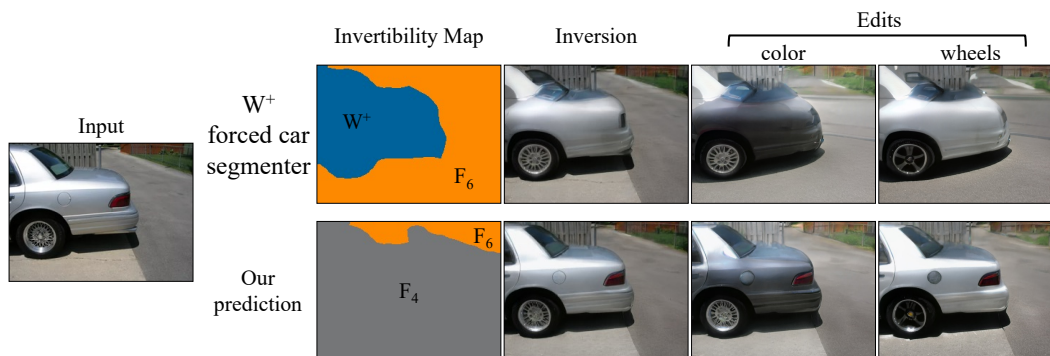 Edits
Invertibility Map
Inversion
color
wheels
Input
W⁺
forced car
segmenter
W⁺
F₆
Our
prediction
F₆
F₄